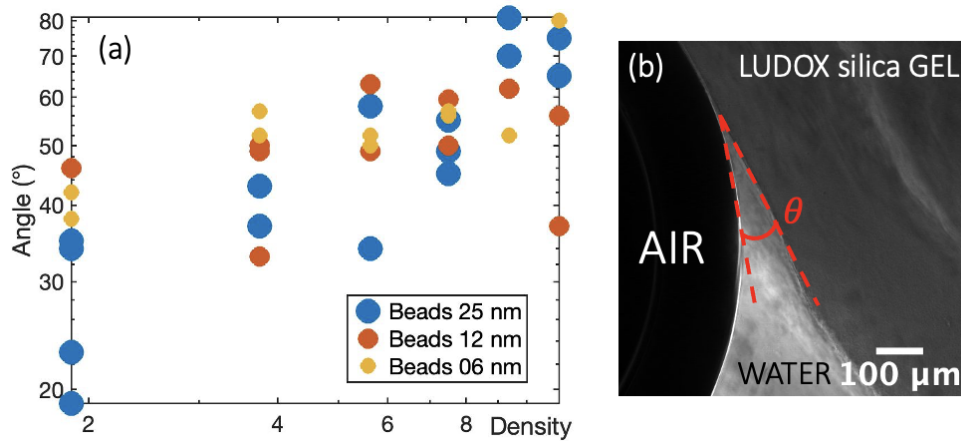 (a)
Angle (°)
80
70
60
50
40
30
20
2
4
6
8
Density
Beads 25 nm
Beads 12 nm
Beads 06 nm
(b)
LUDOX silica GEL
θ
AIR
WATER
100 µm